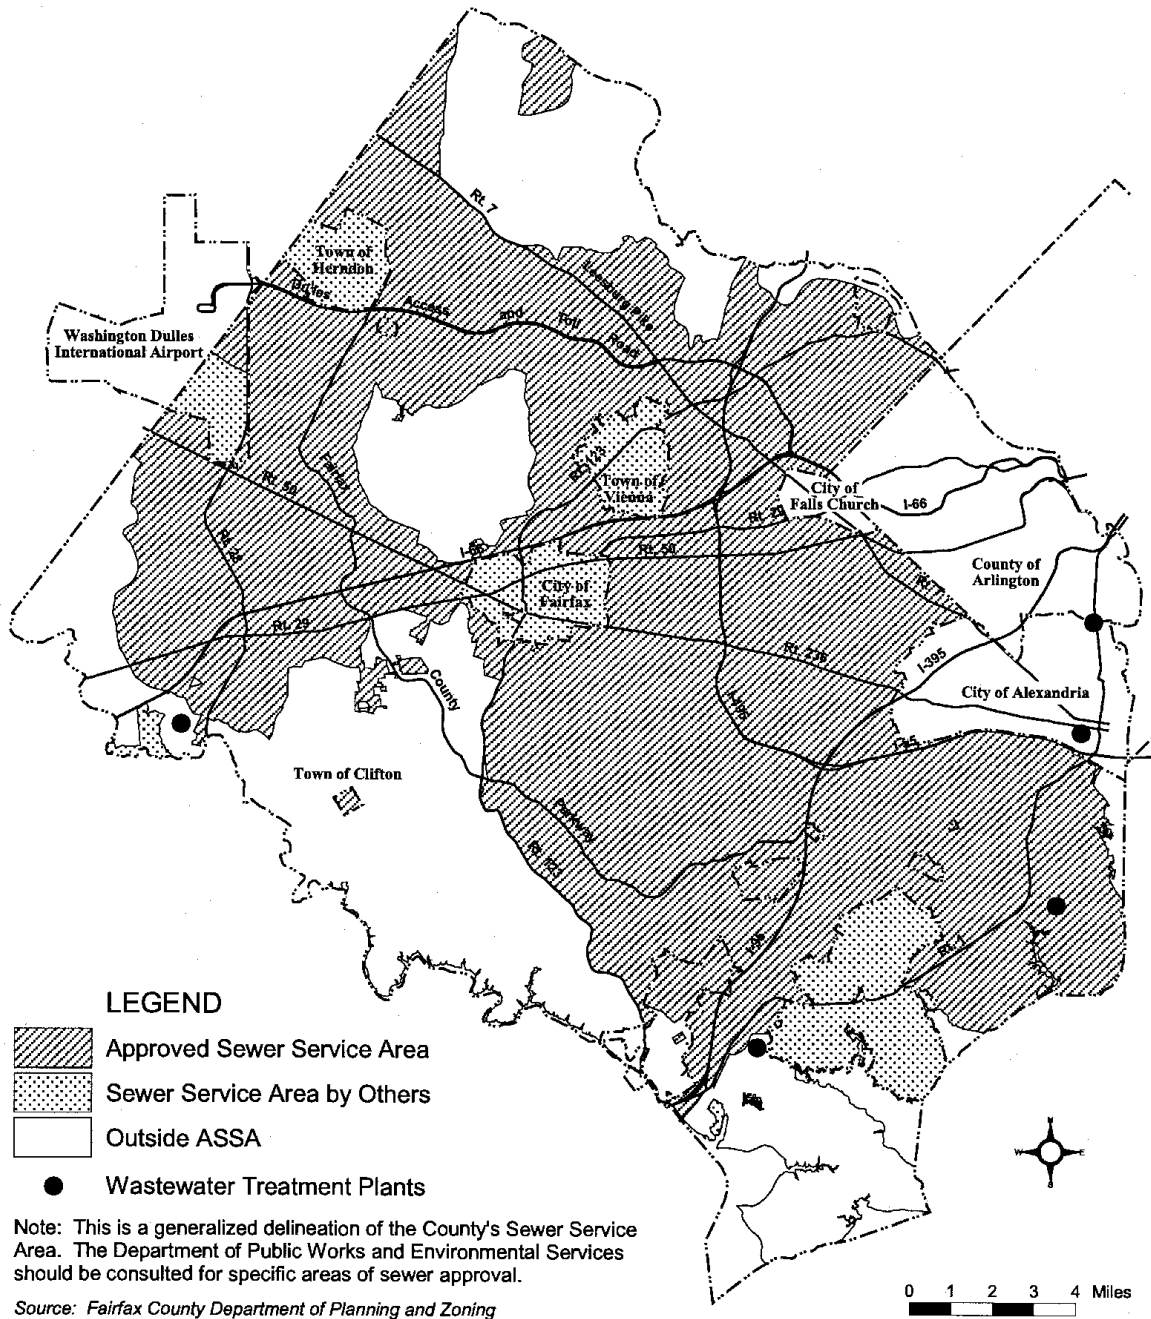 Rt. 7
Town of
Herndon
Dulles
Access
and
Toll
Road
Leesburg Pike
Washington Dulles
International Airport
Fairfax
Rt. 50
Rt. 123
Town of
Vienna
City of
Falls Church
I-66
Rt. 29
Rt. 50
I-66
Rt. 28
City of
Fairfax
County of
Arlington
Rt. 7
Rt. 29
Rt. 236
I-395
County
City of Alexandria
I-495
I-95
Town of Clifton
Parkway
Rt. 123
I-95
Rt. 1
LEGEND
Approved Sewer Service Area
Sewer Service Area by Others
Outside ASSA
Wastewater Treatment Plants
N
W
E
S
Note: This is a generalized delineation of the County's Sewer Service
Area. The Department of Public Works and Environmental Services
should be consulted for specific areas of sewer approval.
Source: Fairfax County Department of Planning and Zoning
0 1 2 3 4 Miles